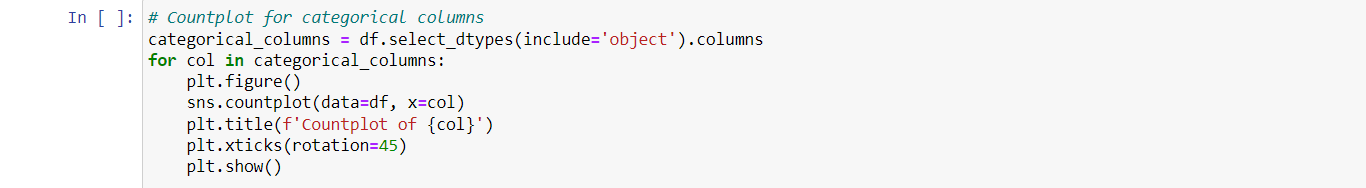 In [ ]: # Countplot for categorical columns
categorical_columns = df.select_dtypes(include='object').columns
for col in categorical_columns:
    plt.figure()
    sns.countplot(data=df, x=col)
    plt.title(f'Countplot of {col}')
    plt.xticks(rotation=45)
    plt.show()